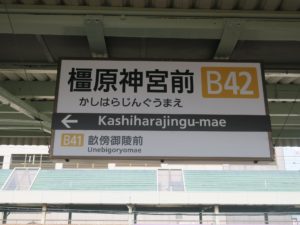 橿原神宮前 B42
かしはらじんぐうまえ
← Kashiharajingu-mae
B41 畝傍御陵前
Unebigoryomae